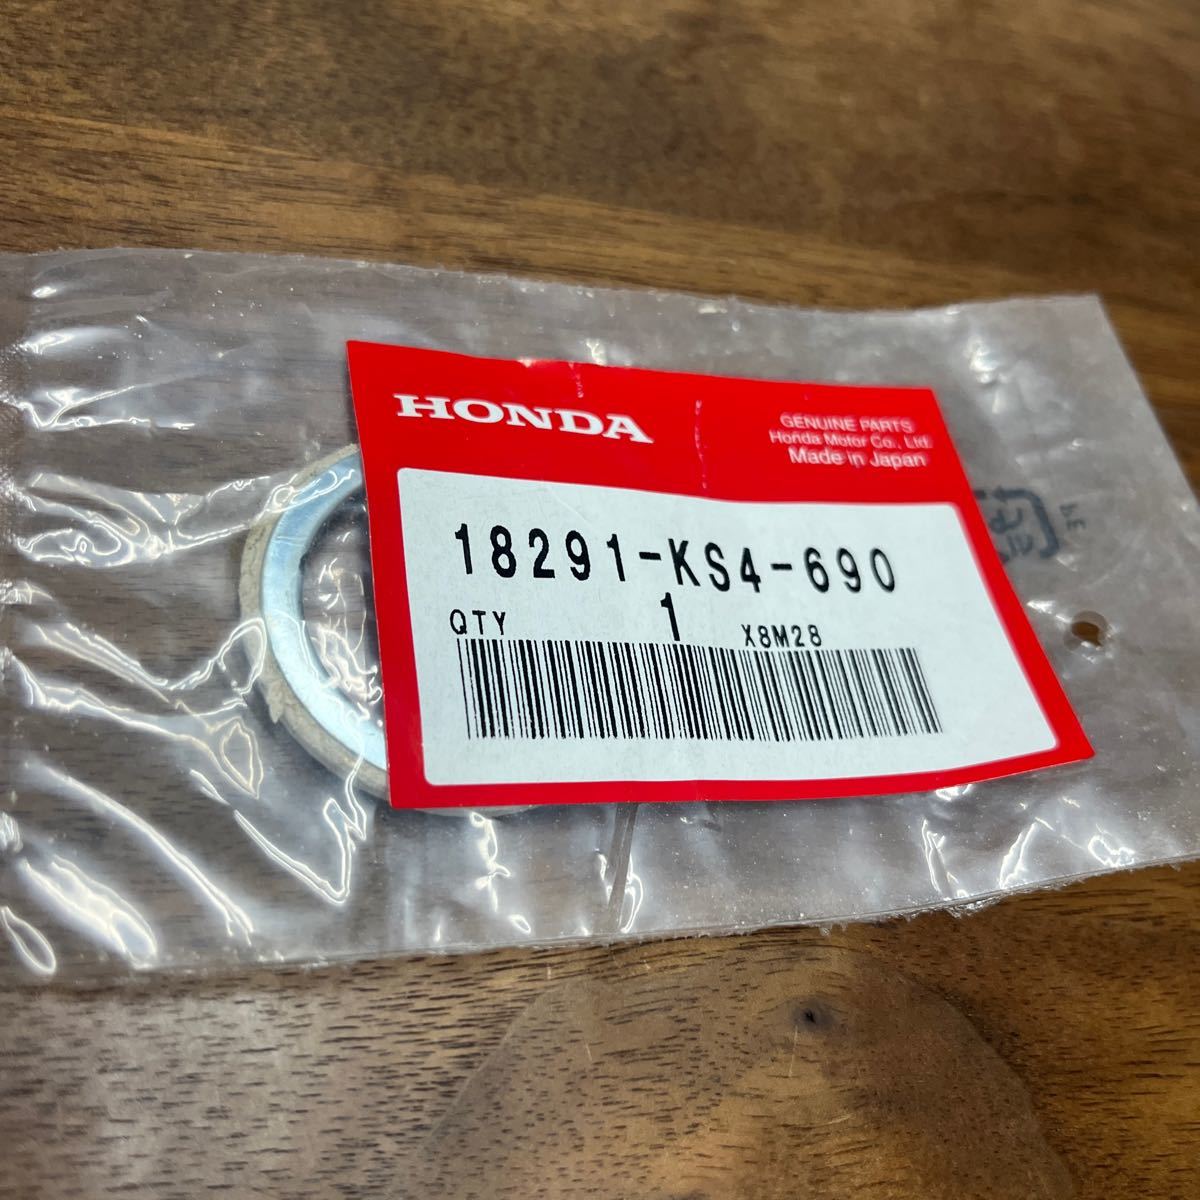 HONDA
GENUINE PARTS
Honda Motor Co., Ltd.
Made in Japan
18291-KS4-690
QTY 1 X8M28